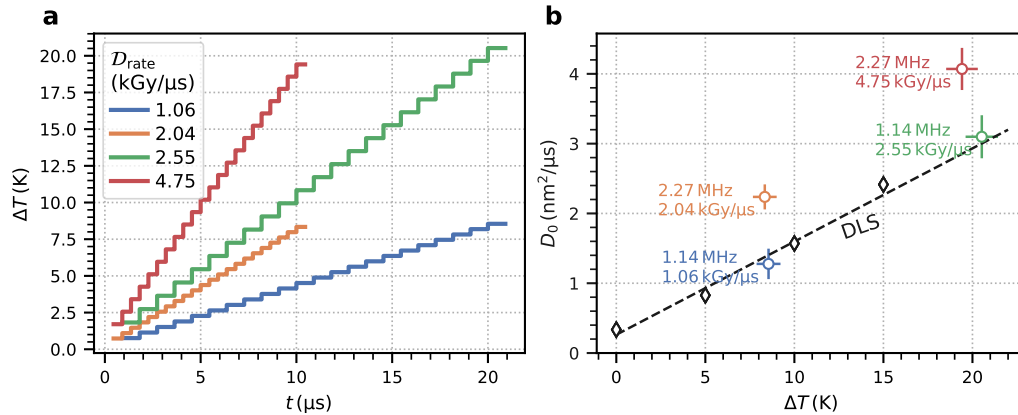 a
ΔT (K)
20.0
17.5
15.0
12.5
10.0
7.5
5.0
2.5
0.0
𝒟rate
(kGy/µs)
1.06
2.04
2.55
4.75
0
5
10
15
20
t (µs)
b
D₀ (nm²/µs)
4
3
2
1
0
2.27 MHz
4.75 kGy/µs
1.14 MHz
2.55 kGy/µs
2.27 MHz
2.04 kGy/µs
1.14 MHz
1.06 kGy/µs
DLS
0
5
10
15
20
ΔT (K)